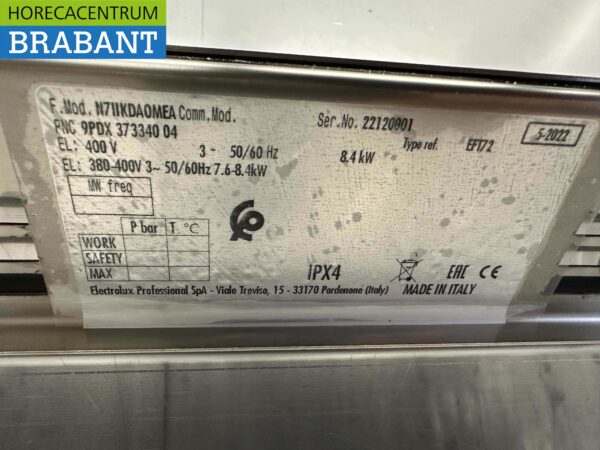 HORECACENTRUM
BRABANT
F.Mod. N7IIKDAOMEA Comm.Mod.
Ser.No. 22120001
PNC 9PDX 373340 04
Type ref. EFT72
5-2022
EL: 400 V 3~ 50/60 Hz 8.4 kW
EL: 380-400V 3~ 50/60Hz 7.6-8.4kW
MW freq
P bar T °C
WORK
SAFETY
MAX
IPX4
EAC CE
Electrolux Professional SpA - Viale Treviso, 15 - 33170 Pordenone (Italy) MADE IN ITALY